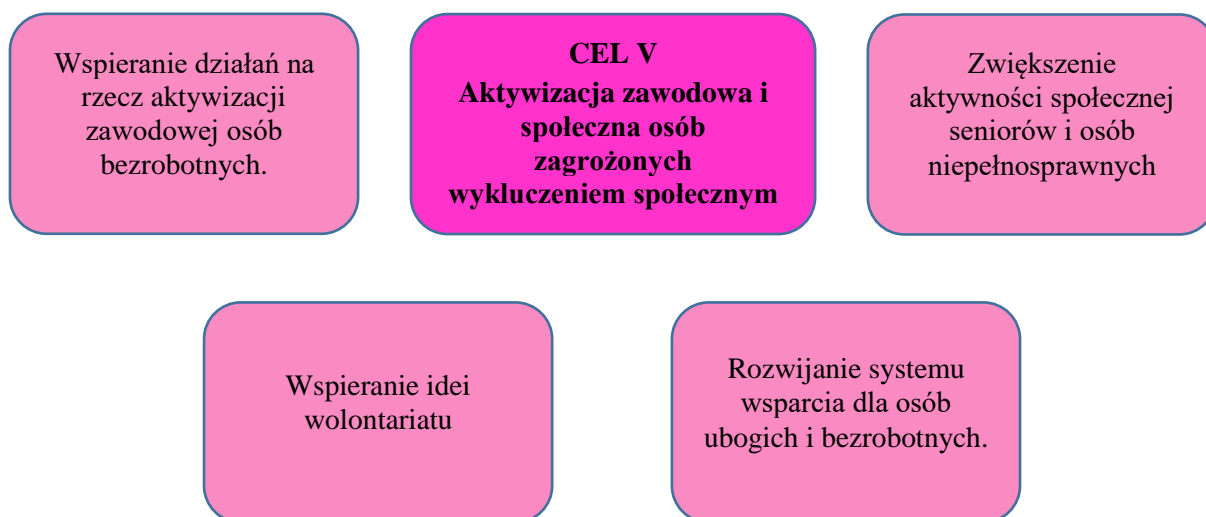 Wspieranie działań na
rzecz aktywizacji
zawodowej osób
bezrobotnych.
CEL V
Aktywizacja zawodowa i
społeczna osób
zagrożonych
wykluczeniem społecznym
Zwiększenie
aktywności społecznej
seniorów i osób
niepełnosprawnych
Wspieranie idei
wolontariatu
Rozwijanie systemu
wsparcia dla osób
ubogich i bezrobotnych.